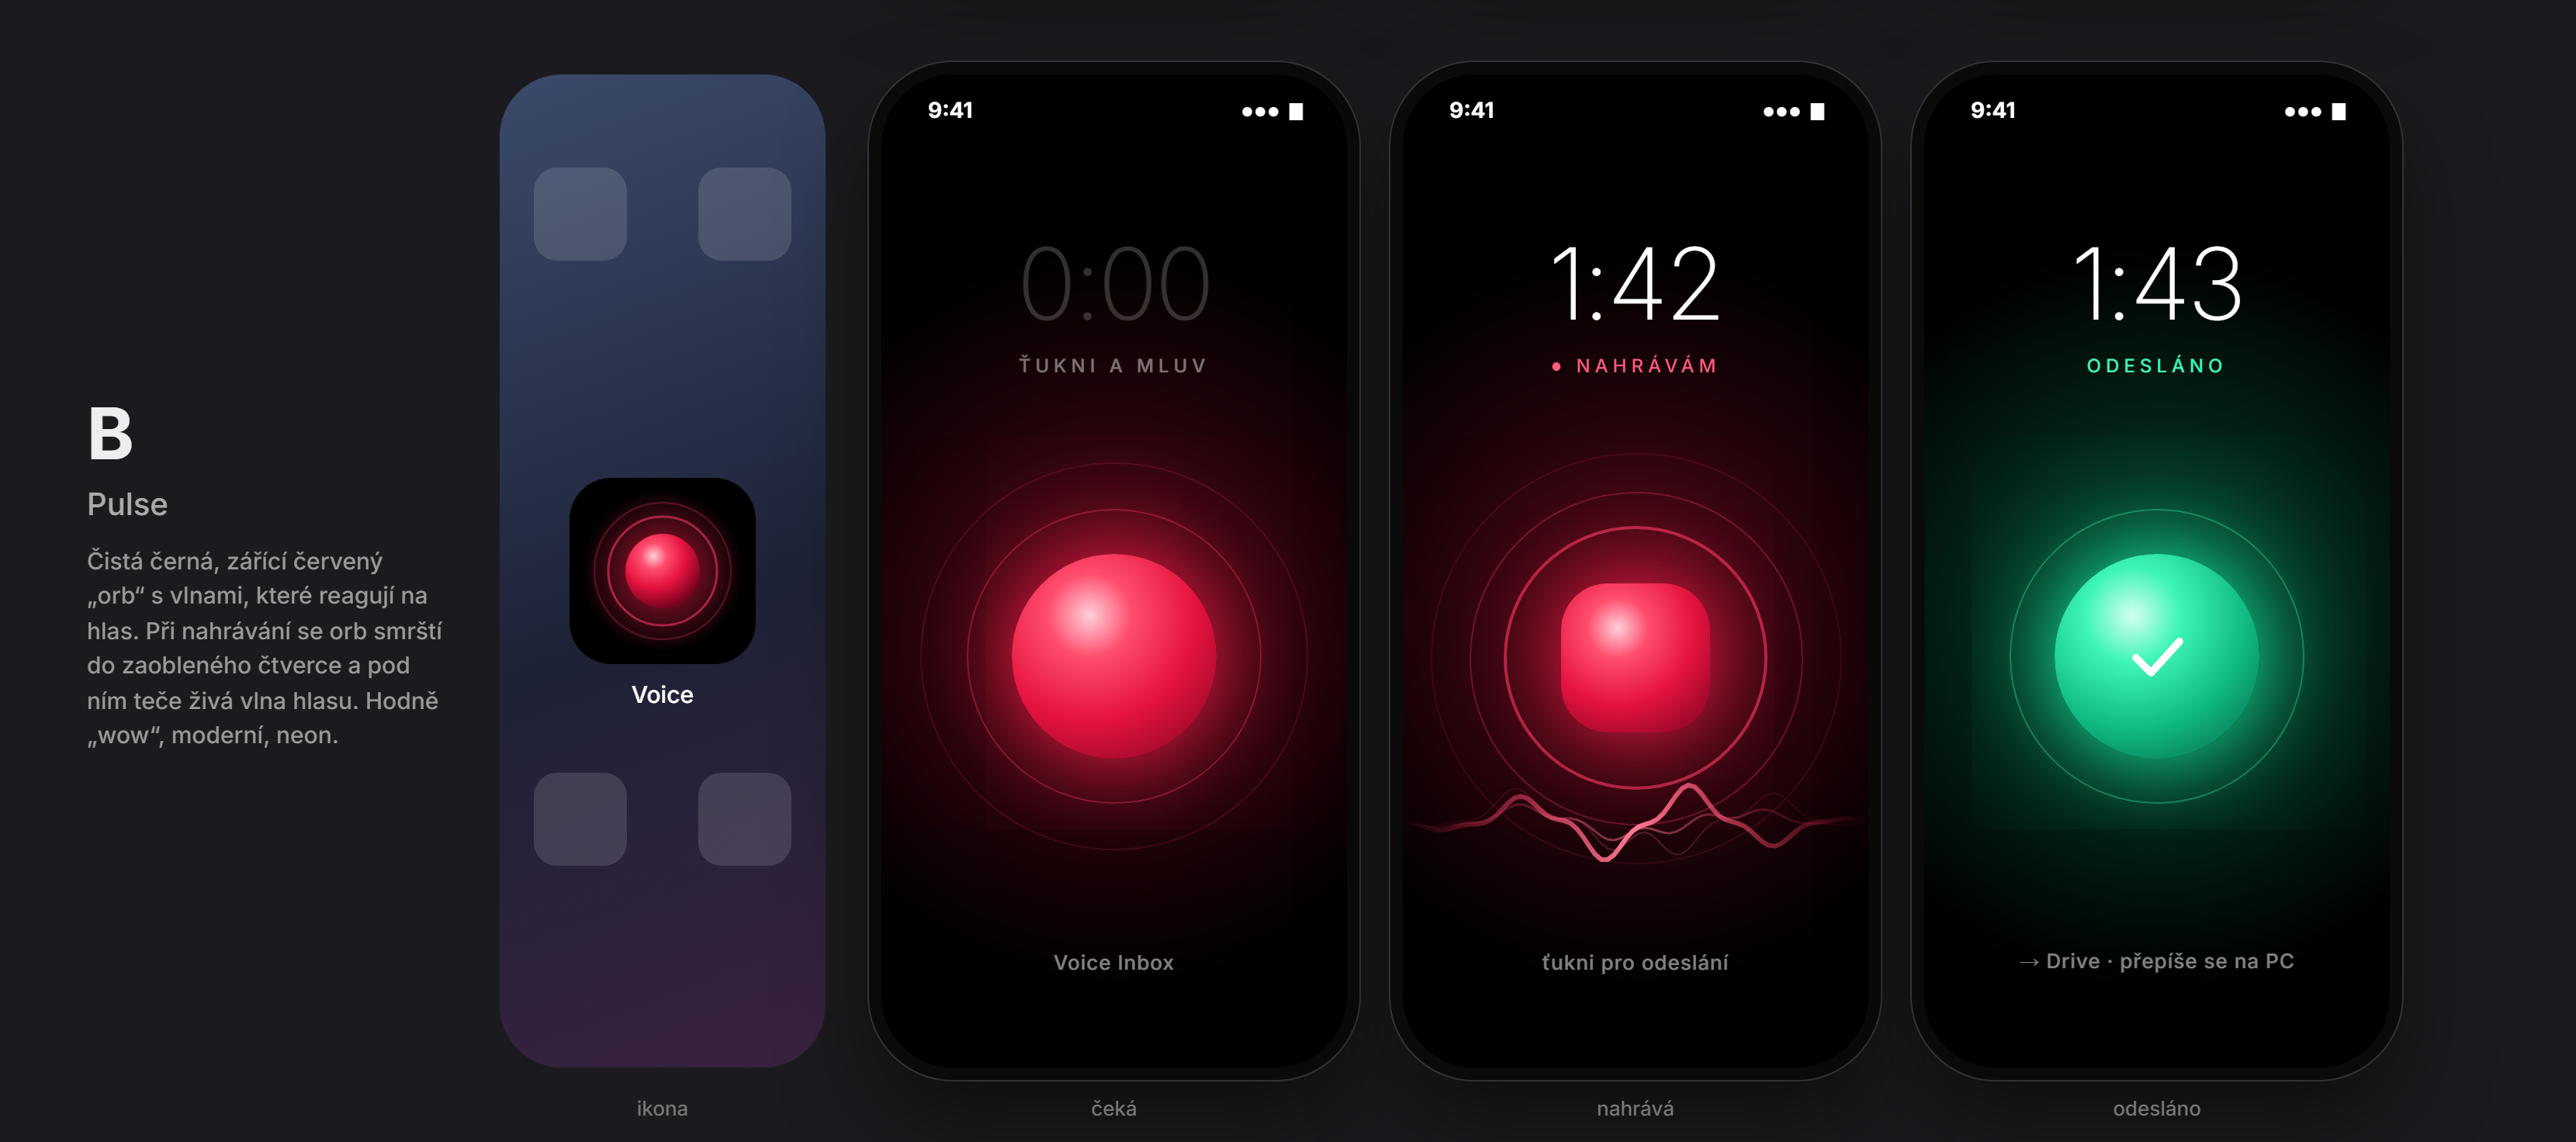 B
Pulse
Čistá černá, zářící červený
„orb“ s vlnami, které reagují na
hlas. Při nahrávání se orb smrští
do zaobleného čtverce a pod
ním teče živá vlna hlasu. Hodně
„wow“, moderní, neon.
Voice
ikona
9:41
0:00
ŤUKNI A MLUV
Voice Inbox
čeká
9:41
1:42
● NAHRÁVÁM
ťukni pro odeslání
nahrává
9:41
1:43
ODESLÁNO
→ Drive · přepíše se na PC
odesláno